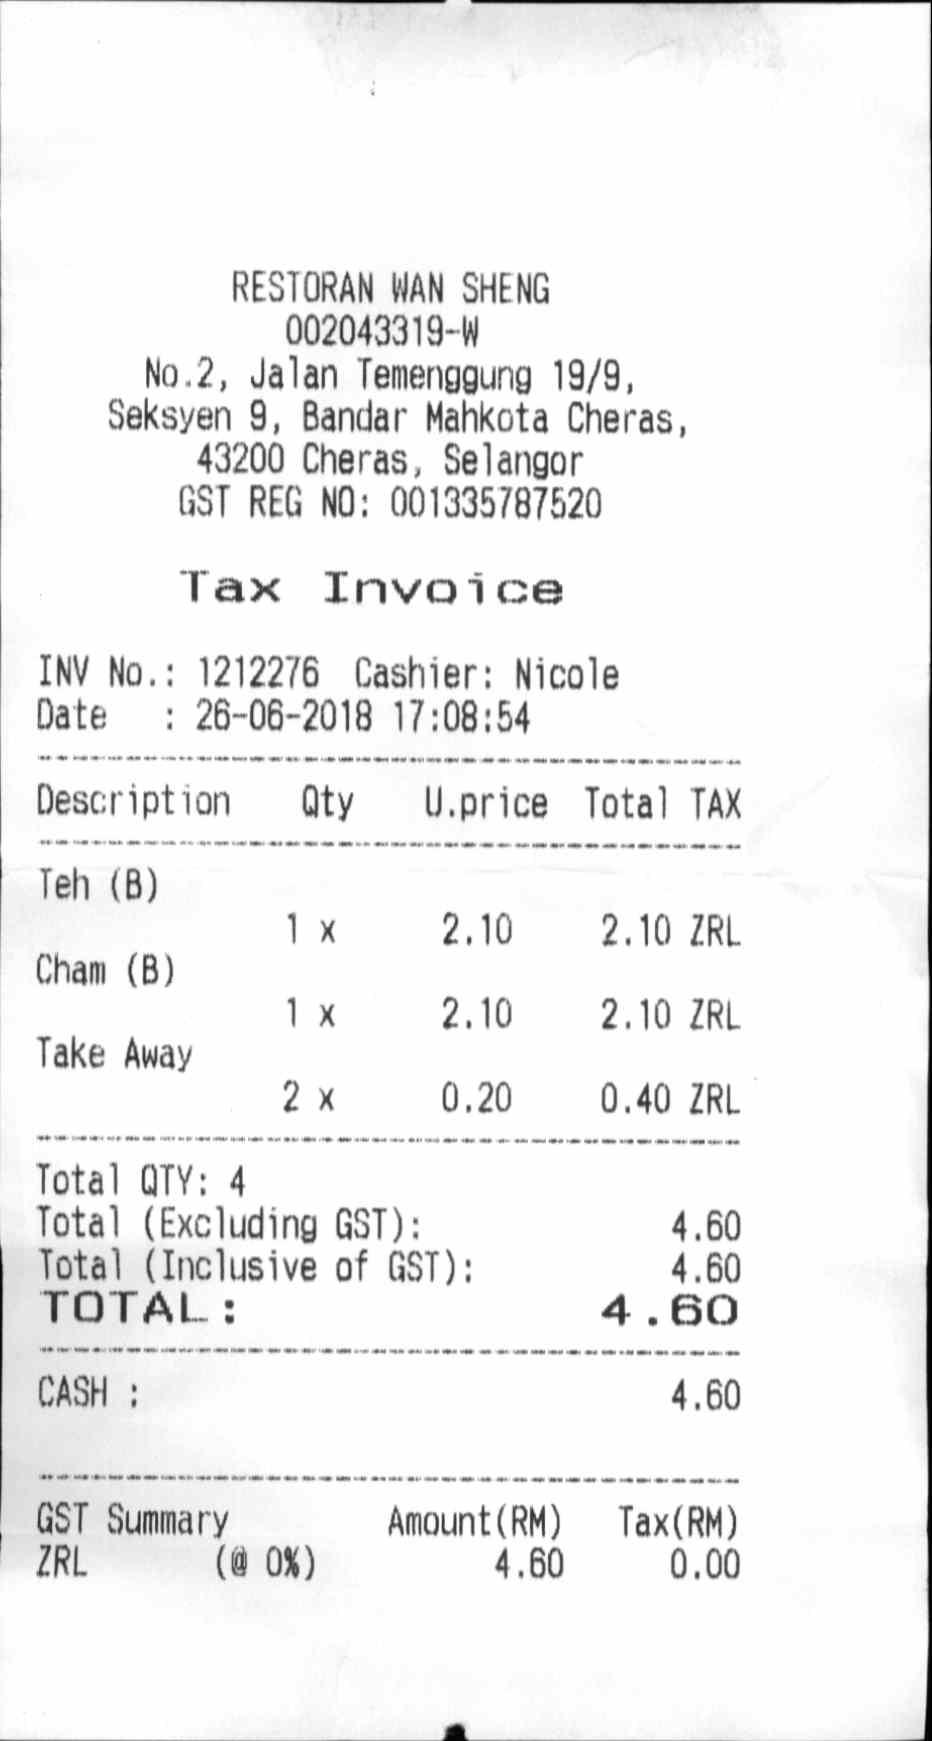 RESTORAN WAN SHENG
002043319-W
No.2, Jalan Temenggung 19/9,
Seksyen 9, Bandar Mahkota Cheras,
43200 Cheras, Selangor
GST REG NO: 001335787520
Tax Invoice
INV No.: 1212276 Cashier: Nicole
Date : 26-06-2018 17:08:54
Description Qty U.price Total TAX
Teh (B)
1 x 2.10 2.10 ZRL
Cham (B)
1 x 2.10 2.10 ZRL
Take Away
2 x 0.20 0.40 ZRL
Total QTY: 4
Total (Excluding GST): 4.60
Total (Inclusive of GST): 4.60
TOTAL: 4.60
CASH : 4.60
GST Summary Amount(RM) Tax(RM)
ZRL (@ 0%) 4.60 0.00